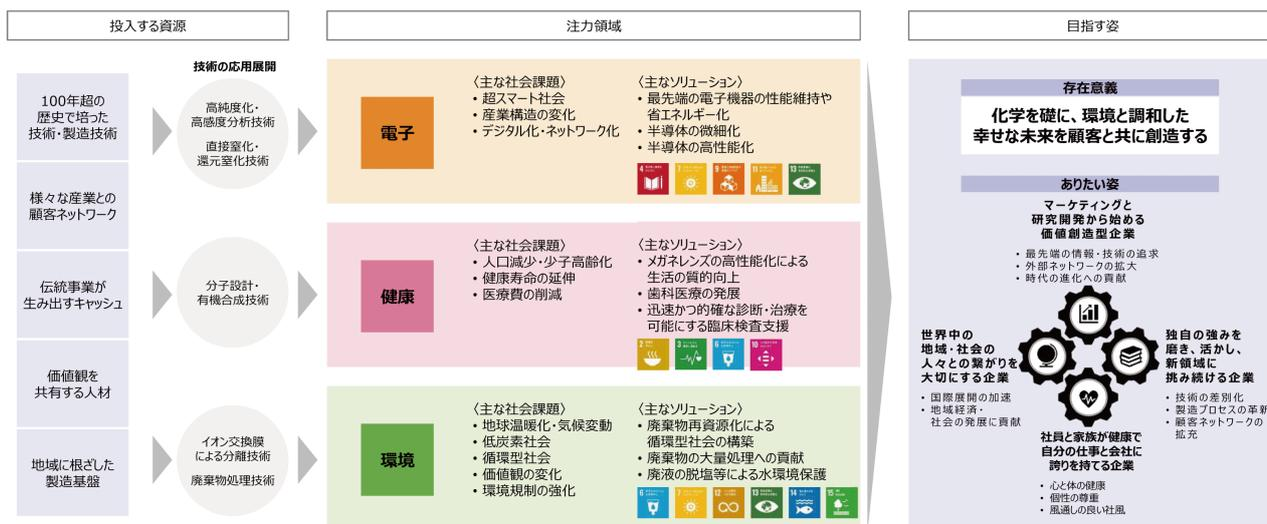 投入する資源
注力領域
目指す姿
100年超の
歴史で培った
技術・製造技術
様々な産業との
顧客ネットワーク
伝統事業が
生み出すキャッシュ
価値観を
共有する人材
地域に根ざした
製造基盤
技術の応用展開
高純度化・
高感度分析技術
直接窒化・
還元窒化技術
分子設計・
有機合成技術
イオン交換膜
による分離技術
廃棄物処理技術
電子
〈主な社会課題〉
• 超スマート社会
• 産業構造の変化
• デジタル化・ネットワーク化
〈主なソリューション〉
• 最先端の電子機器の性能維持や
省エネルギー化
• 半導体の微細化
• 半導体の高性能化
4
7
9
11
13
健康
〈主な社会課題〉
• 人口減少・少子高齢化
• 健康寿命の延伸
• 医療費の削減
〈主なソリューション〉
• メガネレンズの高性能化による
生活の質的向上
• 歯科医療の発展
• 迅速かつ的確な診断・治療を
可能にする臨床検査支援
2
3
6
10
環境
〈主な社会課題〉
• 地球温暖化・気候変動
• 低炭素社会
• 循環型社会
• 価値観の変化
• 環境規制の強化
〈主なソリューション〉
• 廃棄物再資源化による
循環型社会の構築
• 廃棄物の大量処理への貢献
• 廃液の脱塩等による水環境保護
6
7
12
13
14
15
存在意義
化学を礎に、環境と調和した
幸せな未来を顧客と共に創造する
ありたい姿
マーケティングと
研究開発から始める
価値創造型企業
• 最先端の情報・技術の追求
• 外部ネットワークの拡大
• 時代の進化への貢献
世界中の
地域・社会の
人々との繋がりを
大切にする企業
• 国際展開の加速
• 地域経済・
社会の発展に貢献
独自の強みを
磨き、活かし、
新領域に
挑み続ける企業
• 技術の差別化
• 製造プロセスの革新
• 顧客ネットワークの
拡充
社員と家族が健康で
自分の仕事と会社に
誇りを持てる企業
• 心と体の健康
• 個性の尊重
• 風通しの良い社風